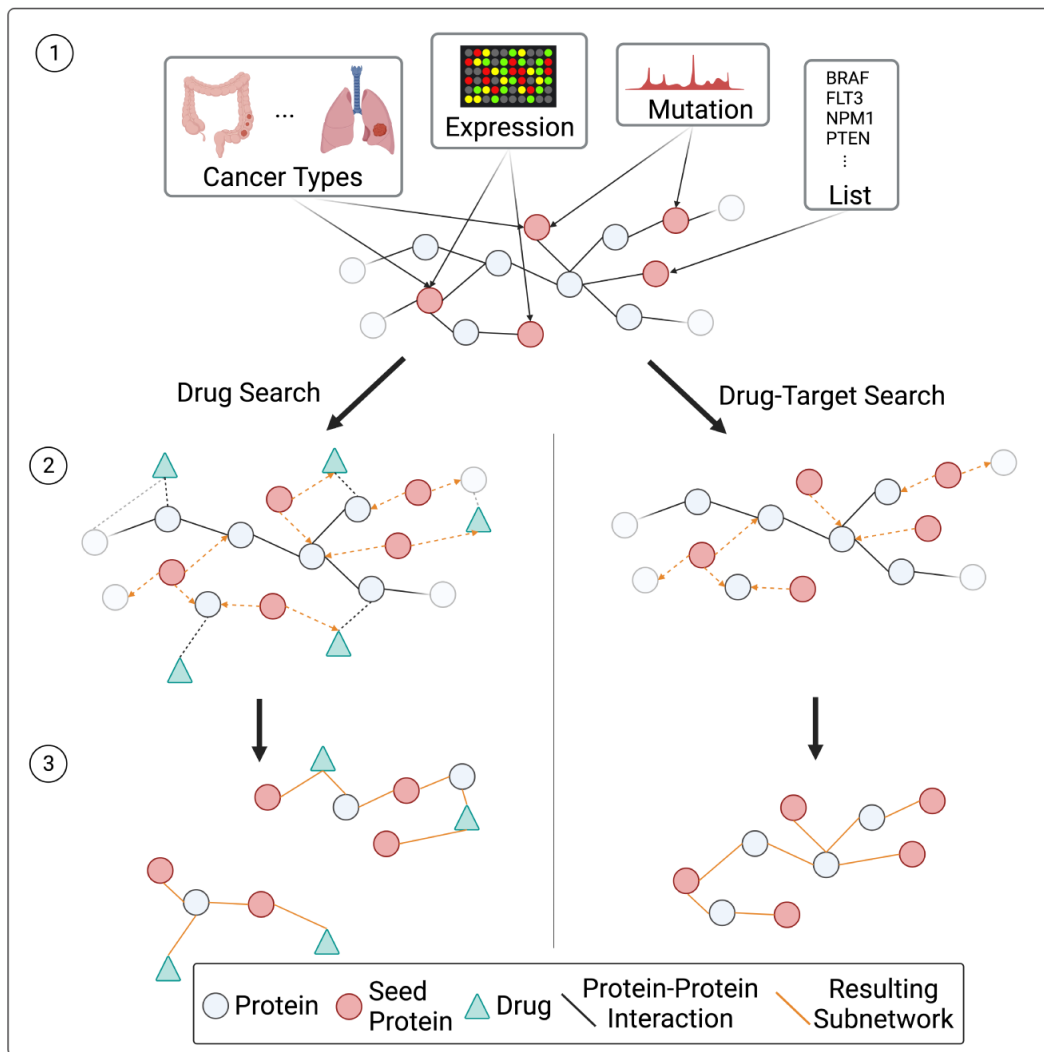 1
...
Cancer Types
Expression
Mutation
BRAF
FLT3
NPM1
PTEN
⋮
List
Drug Search
Drug-Target Search
2
3
Protein
Seed
Protein
Drug
Protein-Protein
Interaction
Resulting
Subnetwork